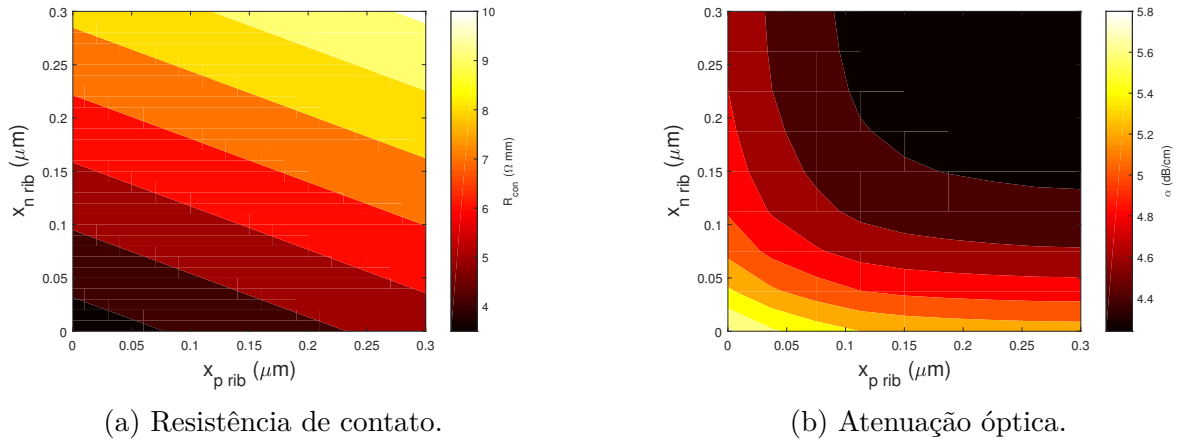 0.3
0.25
0.2
0.15
0.1
0.05
0
x_n rib (μm)
0 0.05 0.1 0.15 0.2 0.25 0.3
x_p rib (μm)
10
9
8
7
6
5
4
R_con (Ω mm)
(a) Resistência de contato.
0.3
0.25
0.2
0.15
0.1
0.05
0
x_n rib (μm)
0 0.05 0.1 0.15 0.2 0.25 0.3
x_p rib (μm)
5.8
5.6
5.4
5.2
5
4.8
4.6
4.4
α (dB/cm)
(b) Atenuação óptica.